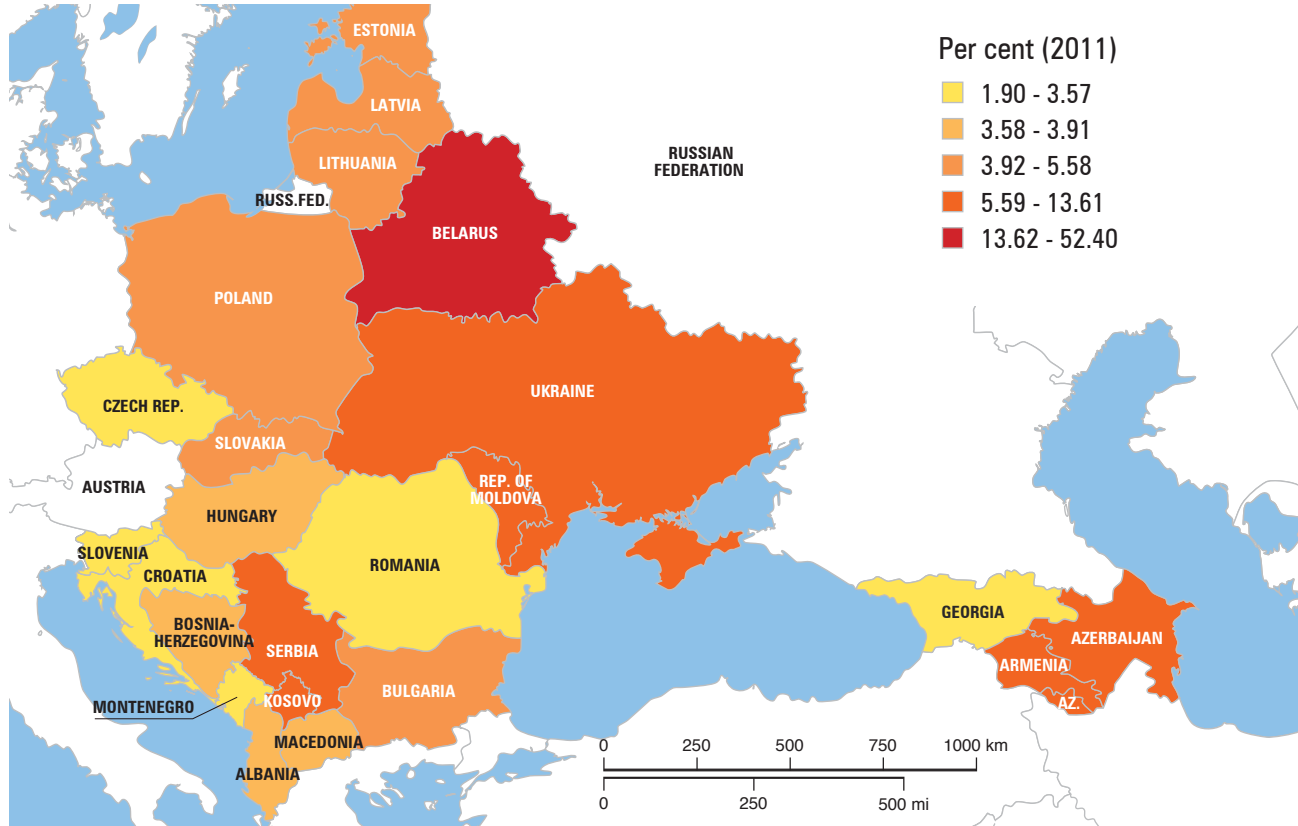 ESTONIA
Per cent (2011)
1.90 - 3.57
3.58 - 3.91
3.92 - 5.58
5.59 - 13.61
13.62 - 52.40
LATVIA
LITHUANIA
RUSSIAN
FEDERATION
RUSS.FED.
BELARUS
POLAND
UKRAINE
CZECH REP.
SLOVAKIA
AUSTRIA
REP. OF
MOLDOVA
HUNGARY
SLOVENIA
CROATIA
ROMANIA
BOSNIA-
HERZEGOVINA
GEORGIA
AZERBAIJAN
SERBIA
ARMENIA
BULGARIA
KOSOVO
AZ.
MONTENEGRO
MACEDONIA
ALBANIA
0 250 500 750 1000 km
0 250 500 mi